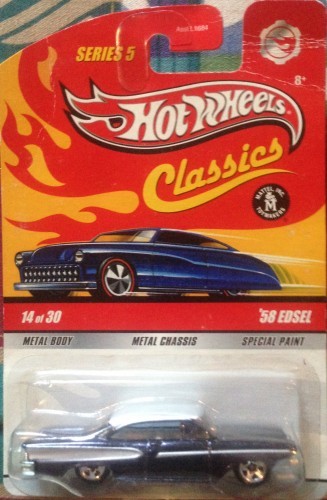 SERIES 5
8+
HOT WHEELS
Classics
MATTEL, INC.
M
TOYMAKERS
14 of 30
'58 EDSEL
METAL BODY METAL CHASSIS SPECIAL PAINT